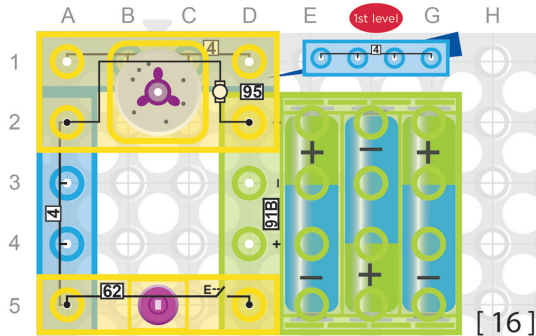 A B C D E 1st level G H
4
1 4
95
2 + - +
3 -
4 91B
4 + - + -
5 62 E--
[16]